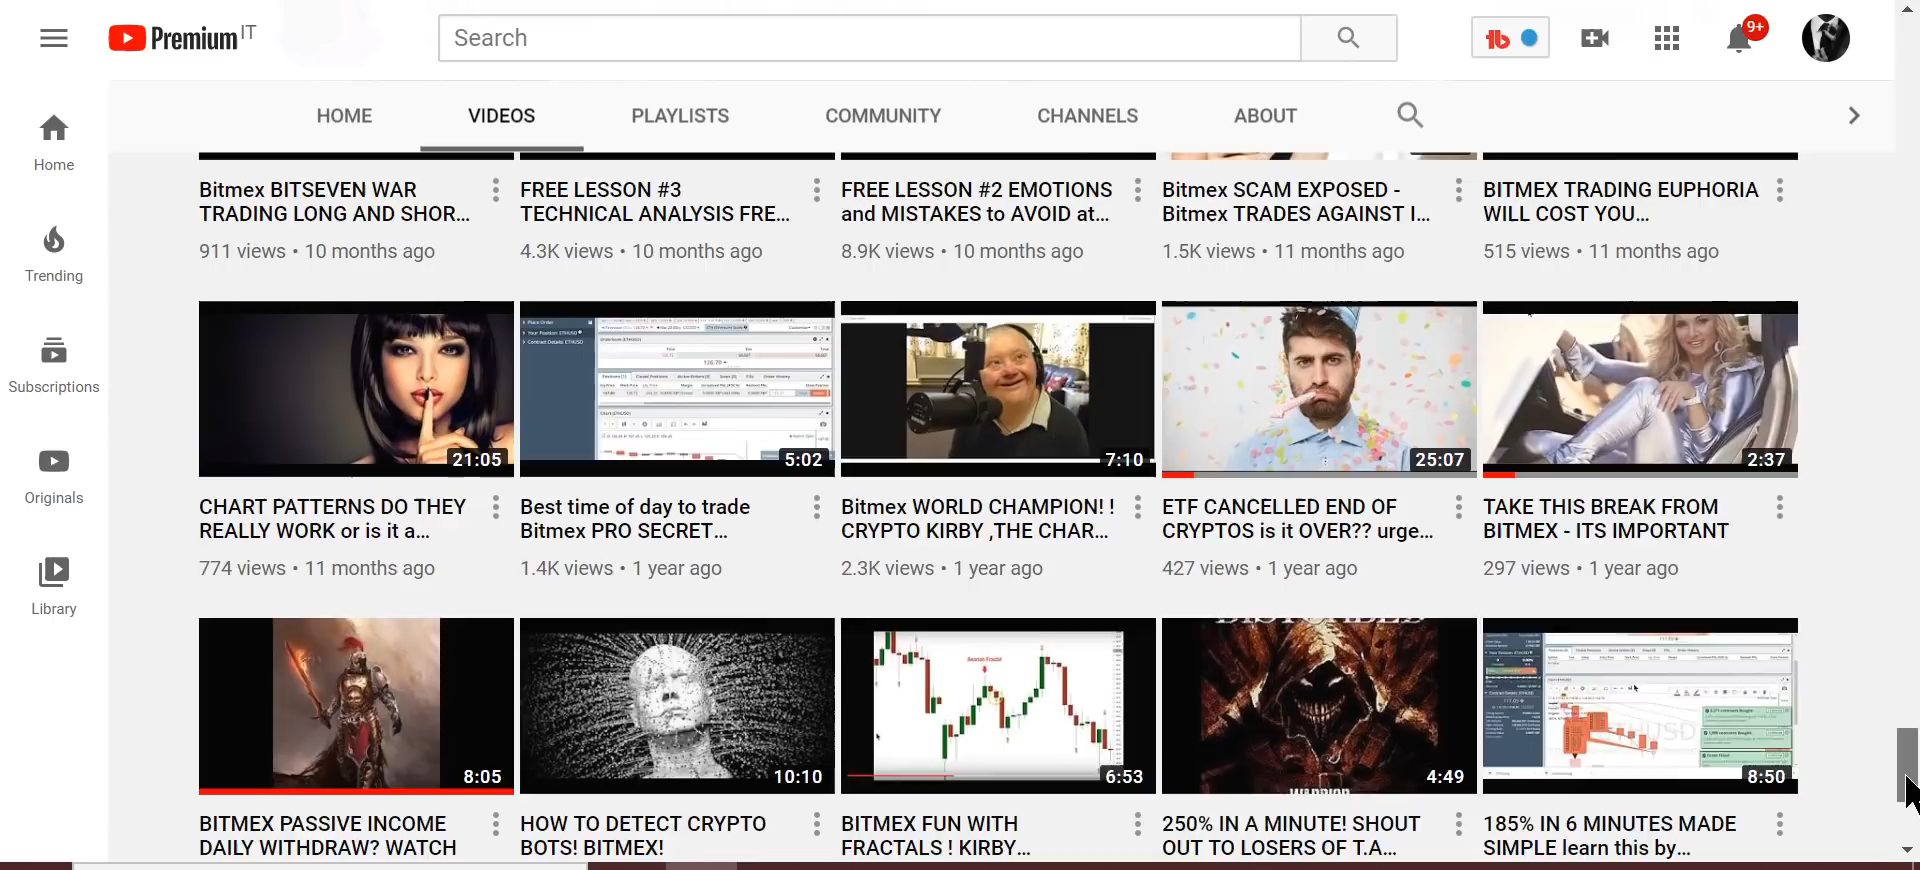 Premium IT
Search
9+
HOME
VIDEOS
PLAYLISTS
COMMUNITY
CHANNELS
ABOUT
Home
Trending
Subscriptions
Originals
Library
Bitmex BITSEVEN WAR
TRADING LONG AND SHOR...
911 views • 10 months ago
FREE LESSON #3
TECHNICAL ANALYSIS FRE...
4.3K views • 10 months ago
FREE LESSON #2 EMOTIONS
and MISTAKES to AVOID at...
8.9K views • 10 months ago
Bitmex SCAM EXPOSED -
Bitmex TRADES AGAINST I...
1.5K views • 11 months ago
BITMEX TRADING EUPHORIA
WILL COST YOU...
515 views • 11 months ago
21:05
5:02
7:10
25:07
2:37
CHART PATTERNS DO THEY
REALLY WORK or is it a...
774 views • 11 months ago
Best time of day to trade
Bitmex PRO SECRET...
1.4K views • 1 year ago
Bitmex WORLD CHAMPION! !
CRYPTO KIRBY ,THE CHAR...
2.3K views • 1 year ago
ETF CANCELLED END OF
CRYPTOS is it OVER?? urge...
427 views • 1 year ago
TAKE THIS BREAK FROM
BITMEX - ITS IMPORTANT
297 views • 1 year ago
8:05
10:10
Bearish Fractal
6:53
4:49
8:50
BITMEX PASSIVE INCOME
DAILY WITHDRAW? WATCH
HOW TO DETECT CRYPTO
BOTS! BITMEX!
BITMEX FUN WITH
FRACTALS ! KIRBY...
250% IN A MINUTE! SHOUT
OUT TO LOSERS OF T.A...
185% IN 6 MINUTES MADE
SIMPLE learn this by...